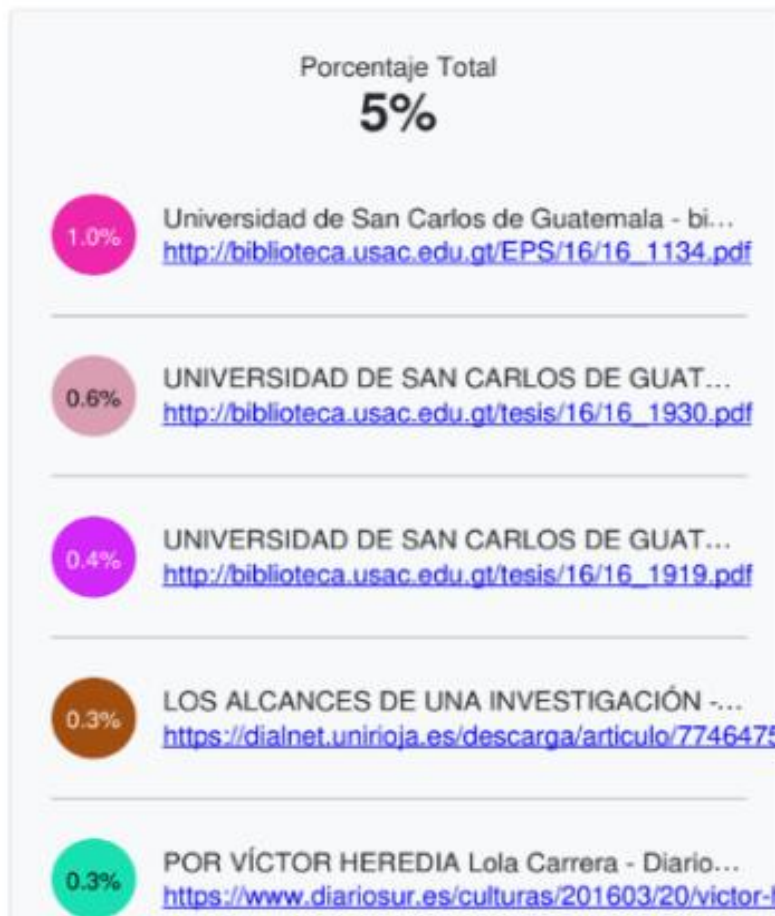 Porcentaje Total
5%
1.0%
Universidad de San Carlos de Guatemala - bi...
http://biblioteca.usac.edu.gt/EPS/16/16_1134.pdf
0.6%
UNIVERSIDAD DE SAN CARLOS DE GUAT...
http://biblioteca.usac.edu.gt/tesis/16/16_1930.pdf
0.4%
UNIVERSIDAD DE SAN CARLOS DE GUAT...
http://biblioteca.usac.edu.gt/tesis/16/16_1919.pdf
0.3%
LOS ALCANCES DE UNA INVESTIGACIÓN -...
https://dialnet.unirioja.es/descarga/articulo/7746475
0.3%
POR VÍCTOR HEREDIA Lola Carrera - Diario...
https://www.diariosur.es/culturas/201603/20/victor-